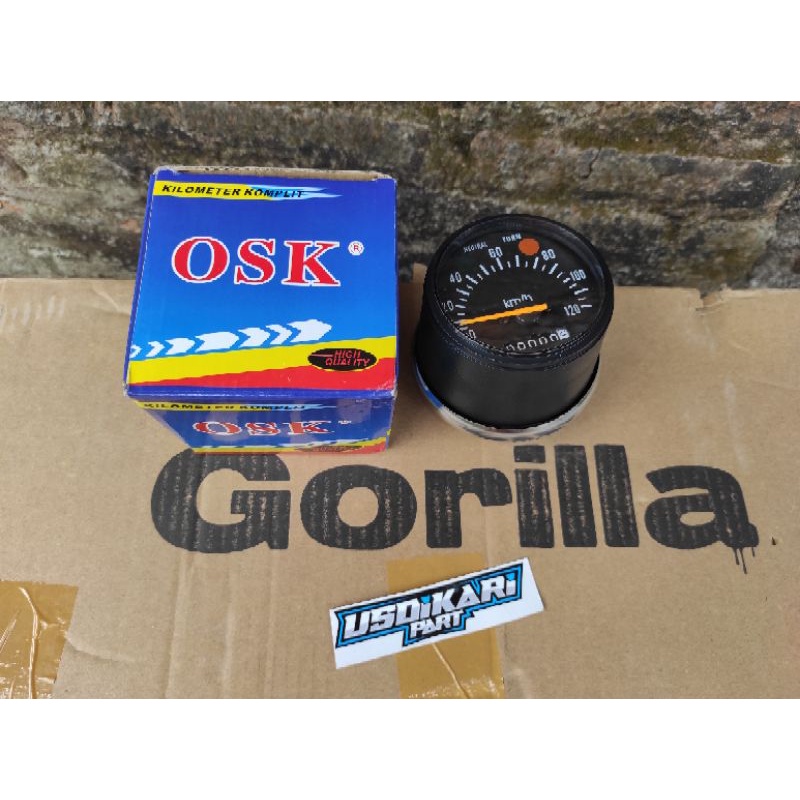 KILOMETER KOMPLIT
OSK®
HIGH
QUALITY
KILOMETER KOMPLIT
OSK
NEUTRAL TURN
0 20 40 60 80 100 120
km/h
Gorilla
USDIKARI
PART